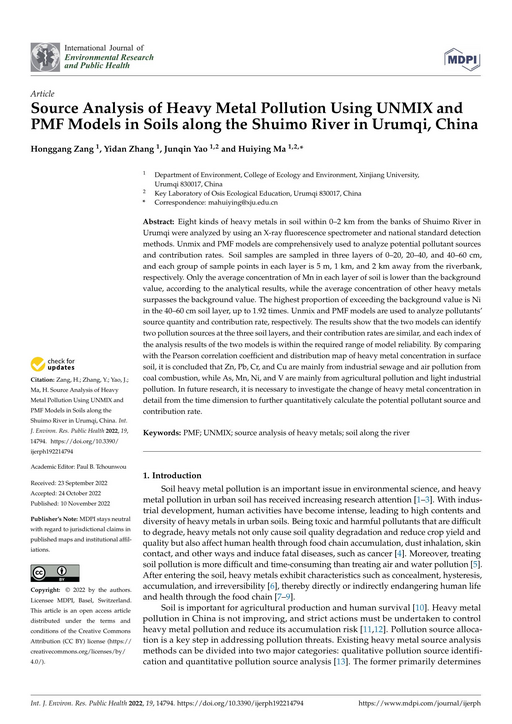 International Journal of
Environmental Research
and Public Health
MDPI
Article
Source Analysis of Heavy Metal Pollution Using UNMIX and
PMF Models in Soils along the Shuimo River in Urumqi, China
Honggang Zang 1, Yidan Zhang 1, Junqin Yao 1,2 and Huiying Ma 1,2,*
1 Department of Environment, College of Ecology and Environment, Xinjiang University,
Urumqi 830017, China
2 Key Laboratory of Osis Ecological Education, Urumqi 830017, China
* Correspondence: mahuiying@xju.edu.cn
Abstract: Eight kinds of heavy metals in soil within 0–2 km from the banks of Shuimo River in
Urumqi were analyzed by using an X-ray fluorescence spectrometer and national standard detection
methods. Unmix and PMF models are comprehensively used to analyze potential pollutant sources
and contribution rates. Soil samples are sampled in three layers of 0–20, 20–40, and 40–60 cm,
and each group of sample points in each layer is 5 m, 1 km, and 2 km away from the riverbank,
respectively. Only the average concentration of Mn in each layer of soil is lower than the background
value, according to the analytical results, while the average concentration of other heavy metals
surpasses the background value. The highest proportion of exceeding the background value is Ni
in the 40–60 cm soil layer, up to 1.92 times. Unmix and PMF models are used to analyze pollutants'
source quantity and contribution rate, respectively. The results show that the two models can identify
two pollution sources at the three soil layers, and their contribution rates are similar, and each index of
the analysis results of the two models is within the required range of model reliability. By comparing
with the Pearson correlation coefficient and distribution map of heavy metal concentration in surface
soil, it is concluded that Zn, Pb, Cr, and Cu are mainly from industrial sewage and air pollution from
coal combustion, while As, Mn, Ni, and V are mainly from agricultural pollution and light industrial
pollution. In future research, it is necessary to investigate the change of heavy metal concentration in
detail from the time dimension to further quantitatively calculate the potential pollutant source and
contribution rate.
Keywords: PMF; UNMIX; source analysis of heavy metals; soil along the river
check for
updates
Citation: Zang, H.; Zhang, Y.; Yao, J.;
Ma, H. Source Analysis of Heavy
Metal Pollution Using UNMIX and
PMF Models in Soils along the
Shuimo River in Urumqi, China. Int.
J. Environ. Res. Public Health 2022, 19,
14794. https://doi.org/10.3390/
ijerph192214794
Academic Editor: Paul B. Tchounwou
Received: 23 September 2022
Accepted: 24 October 2022
Published: 10 November 2022
Publisher's Note: MDPI stays neutral
with regard to jurisdictional claims in
published maps and institutional affil-
iations.
CC BY
Copyright: © 2022 by the authors.
Licensee MDPI, Basel, Switzerland.
This article is an open access article
distributed under the terms and
conditions of the Creative Commons
Attribution (CC BY) license (https://
creativecommons.org/licenses/by/
4.0/).
1. Introduction
Soil heavy metal pollution is an important issue in environmental science, and heavy
metal pollution in urban soil has received increasing research attention [1–3]. With indus-
trial development, human activities have become intense, leading to high contents and
diversity of heavy metals in urban soils. Being toxic and harmful pollutants that are difficult
to degrade, heavy metals not only cause soil quality degradation and reduce crop yield and
quality but also affect human health through food chain accumulation, dust inhalation, skin
contact, and other ways and induce fatal diseases, such as cancer [4]. Moreover, treating
soil pollution is more difficult and time-consuming than treating air and water pollution [5].
After entering the soil, heavy metals exhibit characteristics such as concealment, hysteresis,
accumulation, and irreversibility [6], thereby directly or indirectly endangering human life
and health through the food chain [7–9].
Soil is important for agricultural production and human survival [10]. Heavy metal
pollution in China is not improving, and strict actions must be undertaken to control
heavy metal pollution and reduce its accumulation risk [11,12]. Pollution source alloca-
tion is a key step in addressing pollution threats. Existing heavy metal source analysis
methods can be divided into two major categories: qualitative pollution source identifi-
cation and quantitative pollution source analysis [13]. The former primarily determines
Int. J. Environ. Res. Public Health 2022, 19, 14794. https://doi.org/10.3390/ijerph192214794
https://www.mdpi.com/journal/ijerph